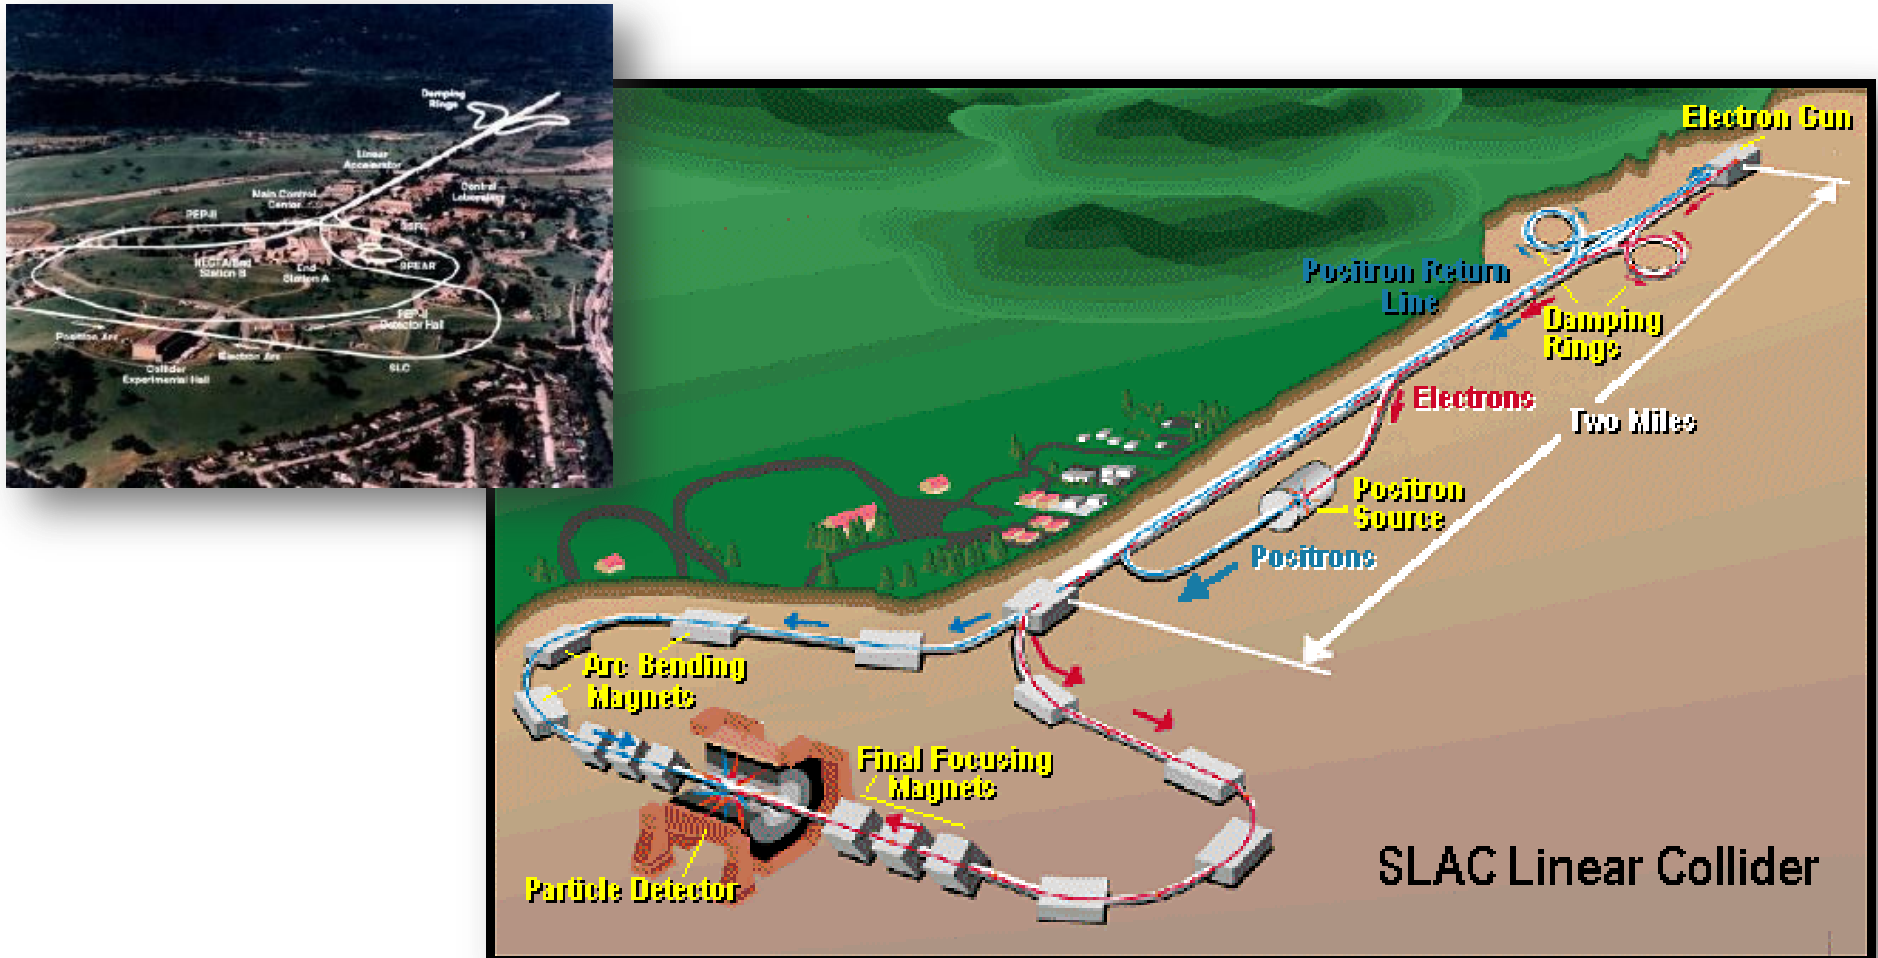 Damping
Rings
Linear
Accelerator
Main Control
Center
Central
Laboratory
PEP-II
Station B
End
Station A
SPEAR
PEP-II
Detector Hall
Positron Arc
Electron Arc
SLC
Collider
Experimental Hall
Electron Gun
Positron Return
Line
Damping
Rings
Electrons
Two Miles
Positron
Source
Positrons
Arc Bending
Magnets
Final Focusing
Magnets
Particle Detector
SLAC Linear Collider